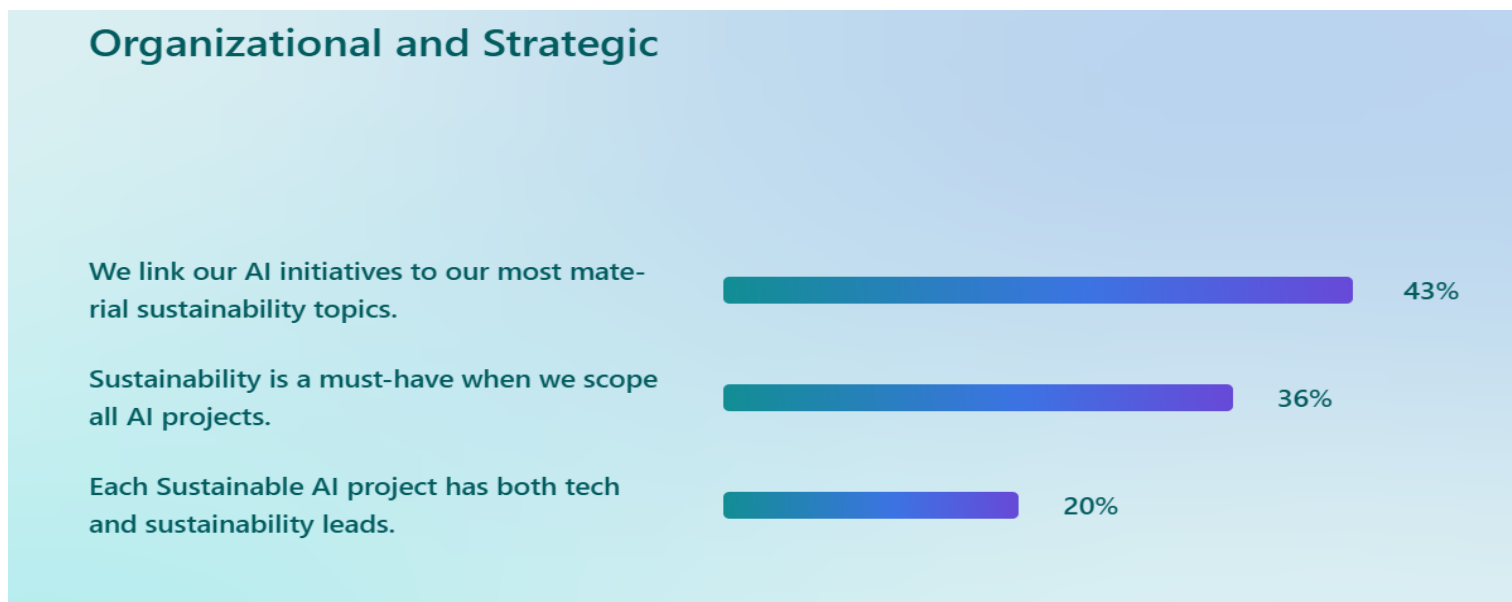 Organizational and Strategic
We link our AI initiatives to our most mate-
rial sustainability topics.
43%
Sustainability is a must-have when we scope
all AI projects.
36%
Each Sustainable AI project has both tech
and sustainability leads.
20%